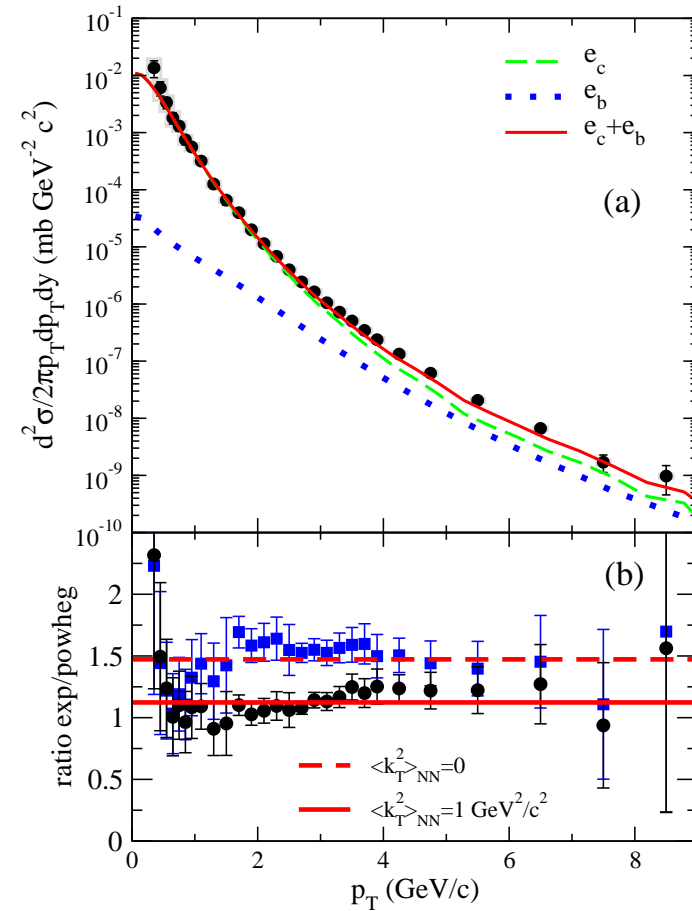 10^-1
10^-2
10^-3
10^-4
10^-5
10^-6
10^-7
10^-8
10^-9
10^-10
d^2σ/2πp_Tdp_Tdy (mb GeV^-2 c^2)
e_c
e_b
e_c+e_b
(a)
2
1.5
1
0.5
0
ratio exp/powheg
(b)
<k_T^2>_NN=0
<k_T^2>_NN=1 GeV^2/c^2
0 2 4 6 8
p_T (GeV/c)